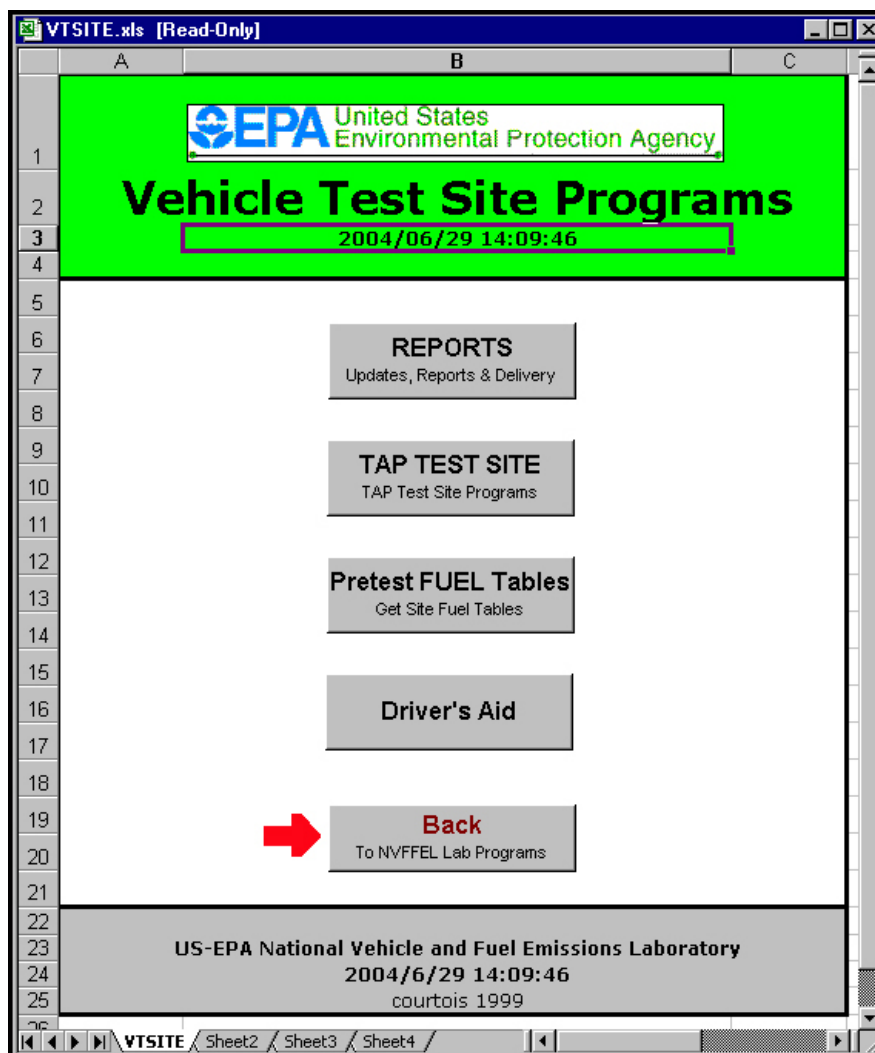 VTSITE.xls [Read-Only]
A B C
1
United States
EPA
Environmental Protection Agency
2
Vehicle Test Site Programs
3
2004/06/29 14:09:46
4
5
6
REPORTS
7
Updates, Reports & Delivery
8
9
TAP TEST SITE
10
TAP Test Site Programs
11
12
Pretest FUEL Tables
13
Get Site Fuel Tables
14
15
16
Driver's Aid
17
18
19
Back
20
To NVFFEL Lab Programs
21
22
23
US-EPA National Vehicle and Fuel Emissions Laboratory
24
2004/6/29 14:09:46
25
courtois 1999
26
VTSITE Sheet2 Sheet3 Sheet4